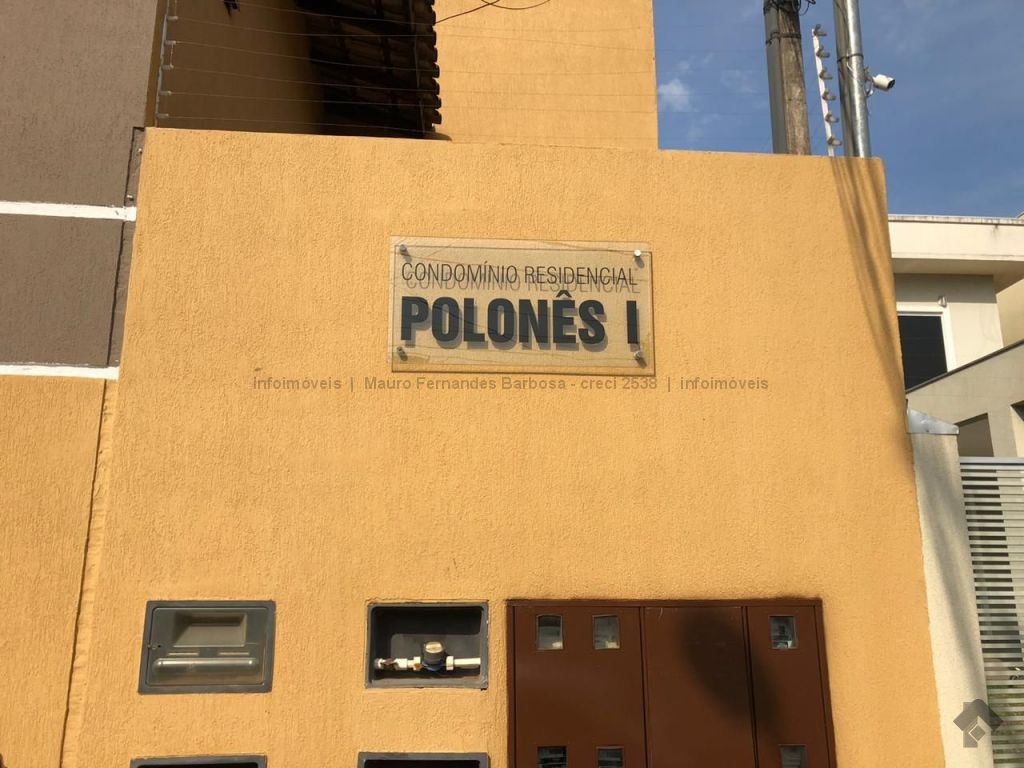 CONDOMÍNIO RESIDENCIAL
POLONÊS I
infoimóveis | Mauro Fernandes Barbosa - creci 2538 | infoimóveis